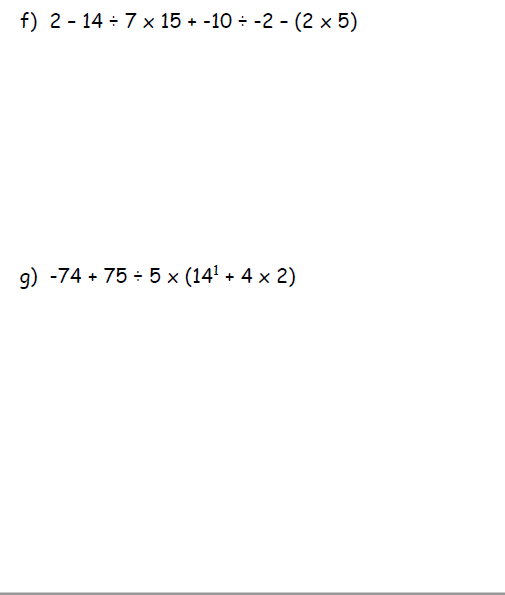 f) 2 – 14 ÷ 7 × 15 + -10 ÷ -2 – (2 × 5)
g) -74 + 75 ÷ 5 × (14¹ + 4 × 2)